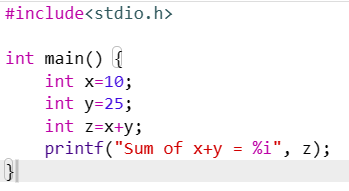 #include<stdio.h>

int main() {
    int x=10;
    int y=25;
    int z=x+y;
    printf("Sum of x+y = %i", z);
}